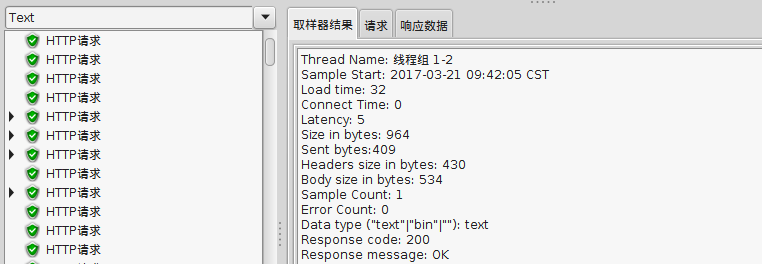 Text
HTTP请求
HTTP请求
HTTP请求
HTTP请求
HTTP请求
HTTP请求
HTTP请求
HTTP请求
HTTP请求
HTTP请求
HTTP请求
HTTP请求
取样器结果 请求 响应数据
Thread Name: 线程组 1-2
Sample Start: 2017-03-21 09:42:05 CST
Load time: 32
Connect Time: 0
Latency: 5
Size in bytes: 964
Sent bytes:409
Headers size in bytes: 430
Body size in bytes: 534
Sample Count: 1
Error Count: 0
Data type ("text"|"bin"|""): text
Response code: 200
Response message: OK